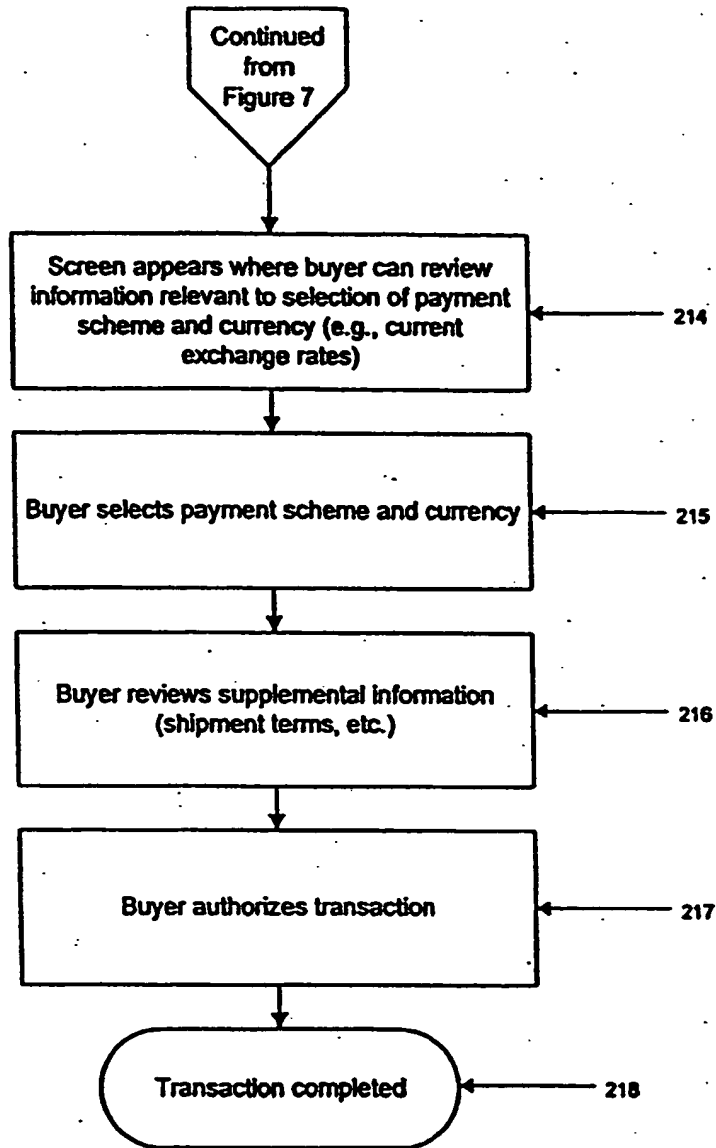 Continued
from
Figure 7
Screen appears where buyer can review
information relevant to selection of payment
scheme and currency (e.g., current
exchange rates)
214
Buyer selects payment scheme and currency
215
Buyer reviews supplemental information
(shipment terms, etc.)
216
Buyer authorizes transaction
217
Transaction completed
218